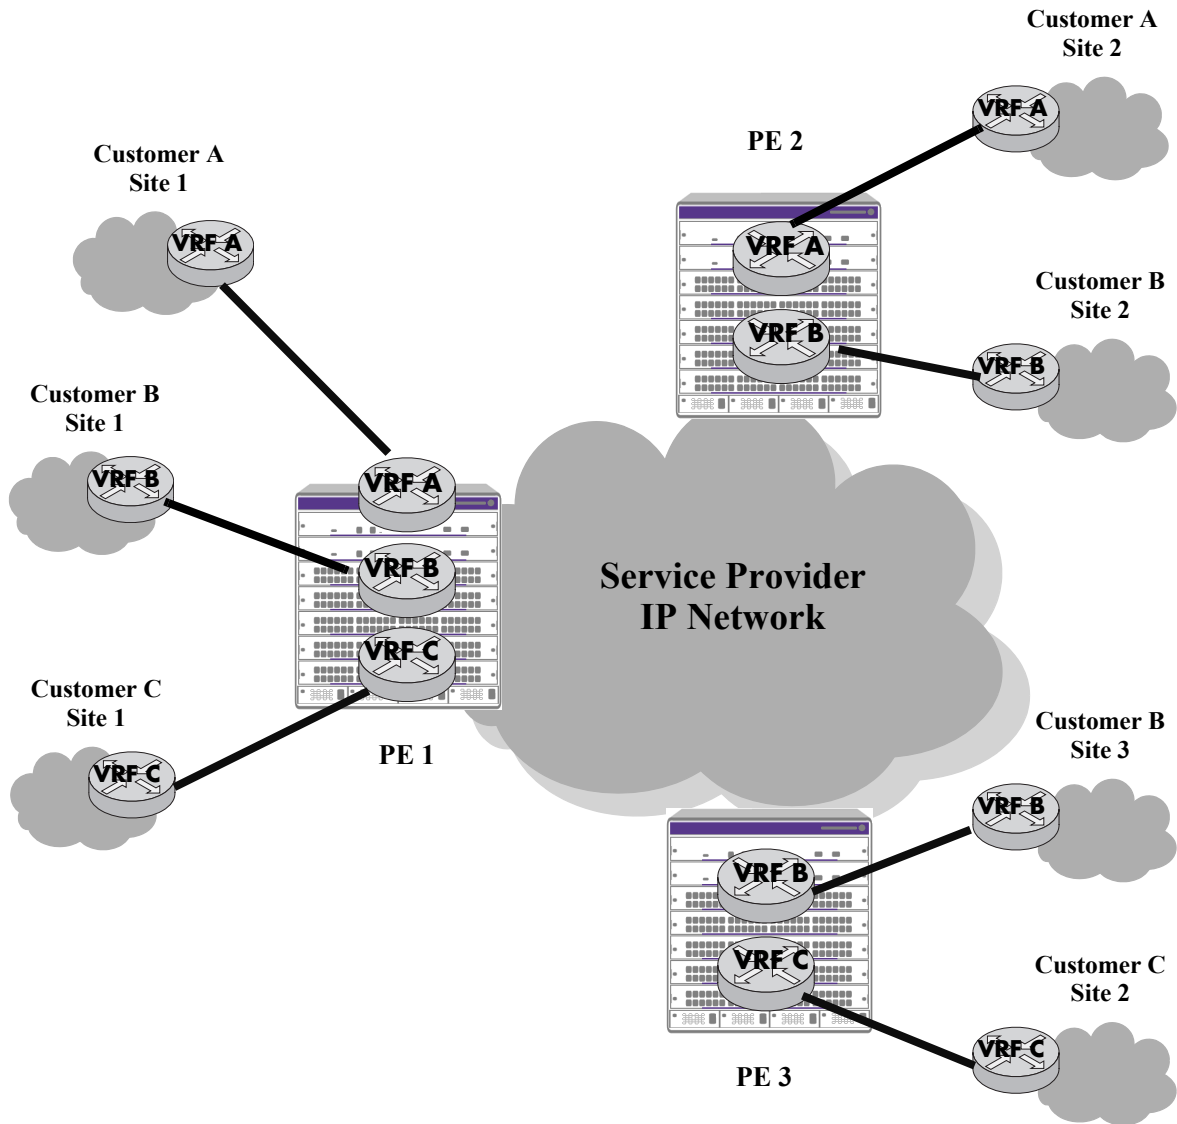 Customer A
Site 2
VRF A
PE 2
Customer A
Site 1
VRF A
VRF A
Customer B
Site 2
VRF B
VRF B
Customer B
Site 1
VRF B
VRF A
VRF B
VRF C
Service Provider
IP Network
Customer C
Site 1
VRF C
PE 1
Customer B
Site 3
VRF B
VRF B
VRF C
Customer C
Site 2
VRF C
PE 3